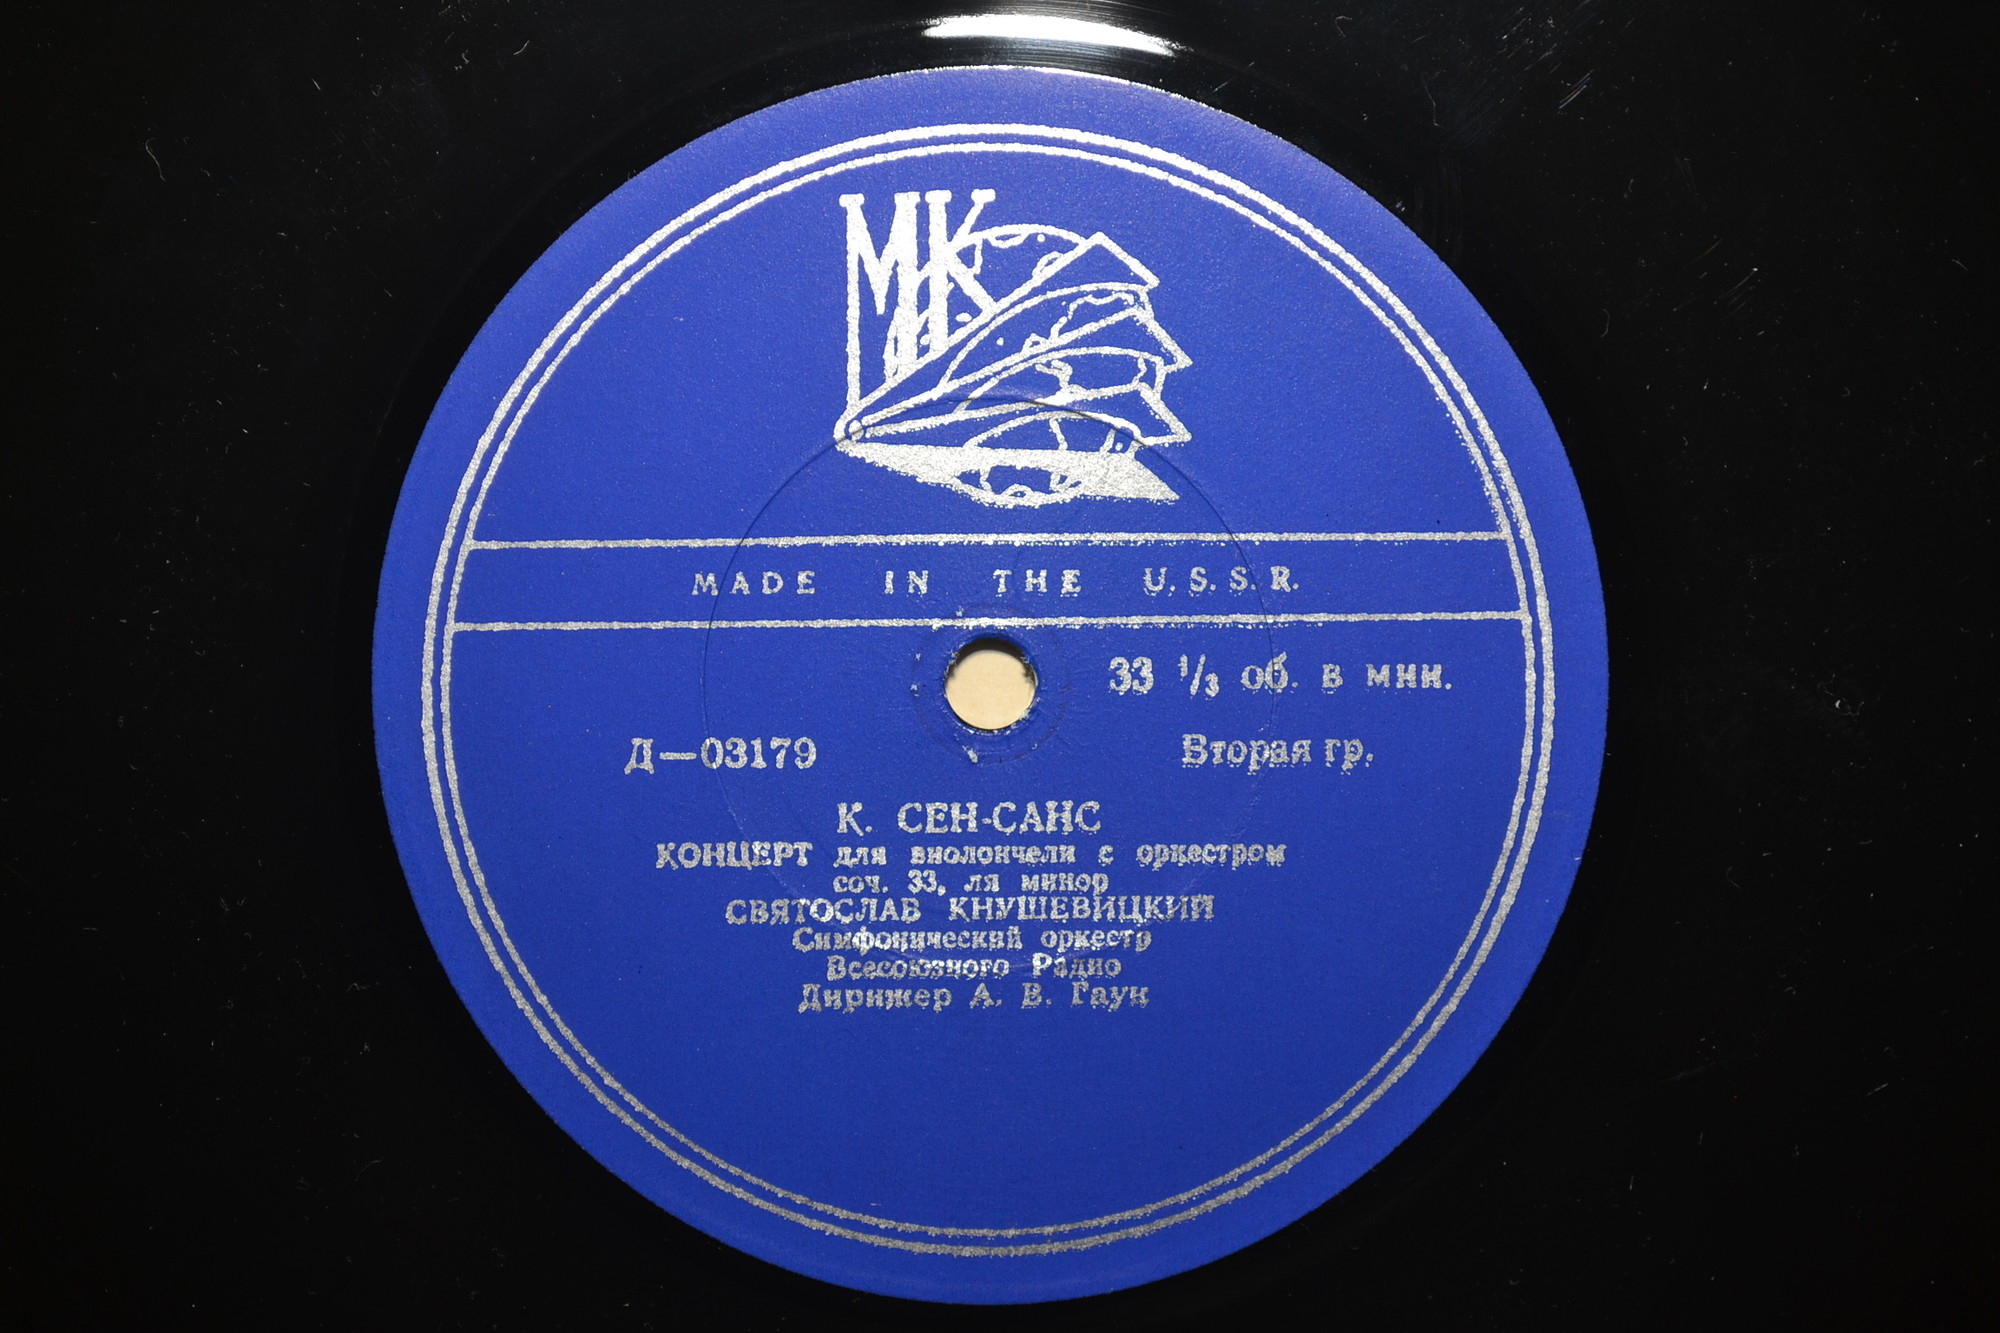 МК
MADE IN THE U.S.S.R.
33 1/3 об. в мин.
Д—03179 Вторая гр.
К. СЕН-САНС
КОНЦЕРТ для виолончели с оркестром
соч. 33, ля минор
СВЯТОСЛАВ КНУШЕВИЦКИЙ
Симфонический оркестр
Всесоюзного Радио
Дирижер А. В. Гаук